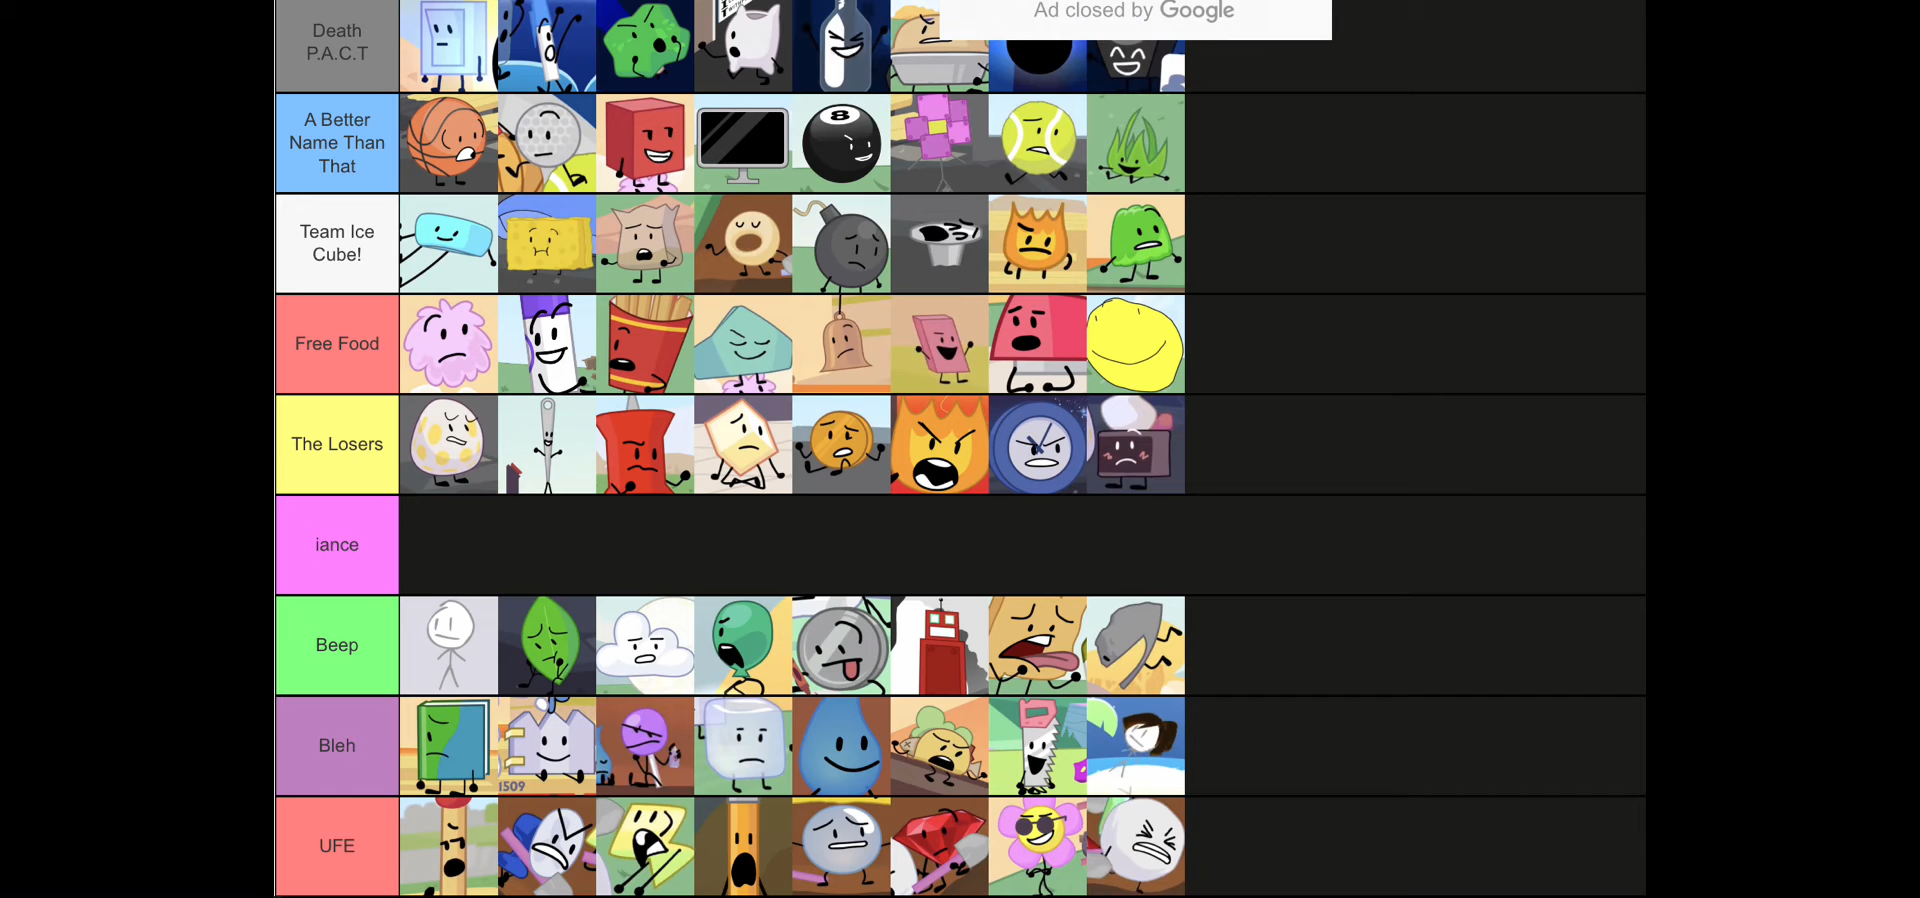 Ad closed by Google
Death
P.A.C.T
A Better
Name Than
That
8
Team Ice
Cube!
Free Food
The Losers
iance
Beep
Bleh
1509
UFE